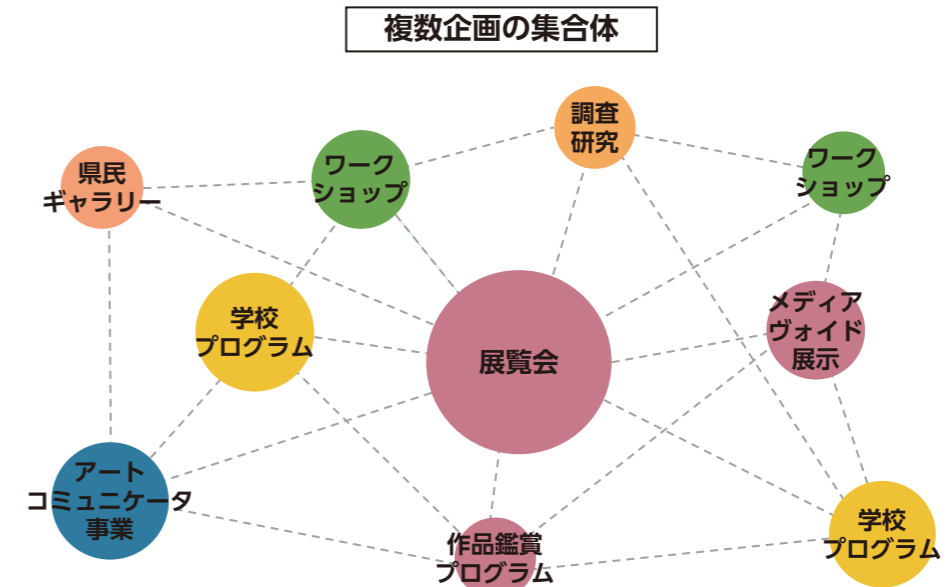 複数企画の集合体
調査
研究
ワーク
ショップ
ワーク
ショップ
県民
ギャラリー
学校
プログラム
メディア
ヴォイド
展示
展覧会
アート
コミュニケータ
事業
作品鑑賞
プログラム
学校
プログラム